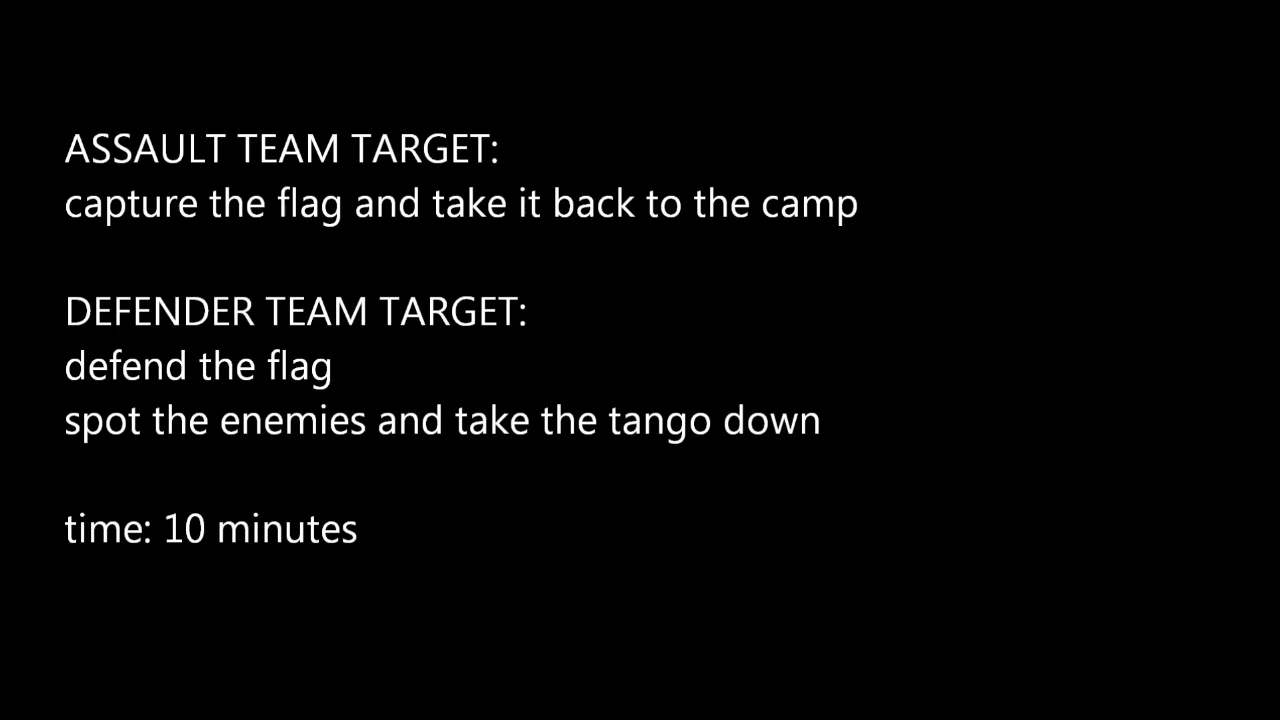 ASSAULT TEAM TARGET:
capture the flag and take it back to the camp
DEFENDER TEAM TARGET:
defend the flag
spot the enemies and take the tango down
time: 10 minutes